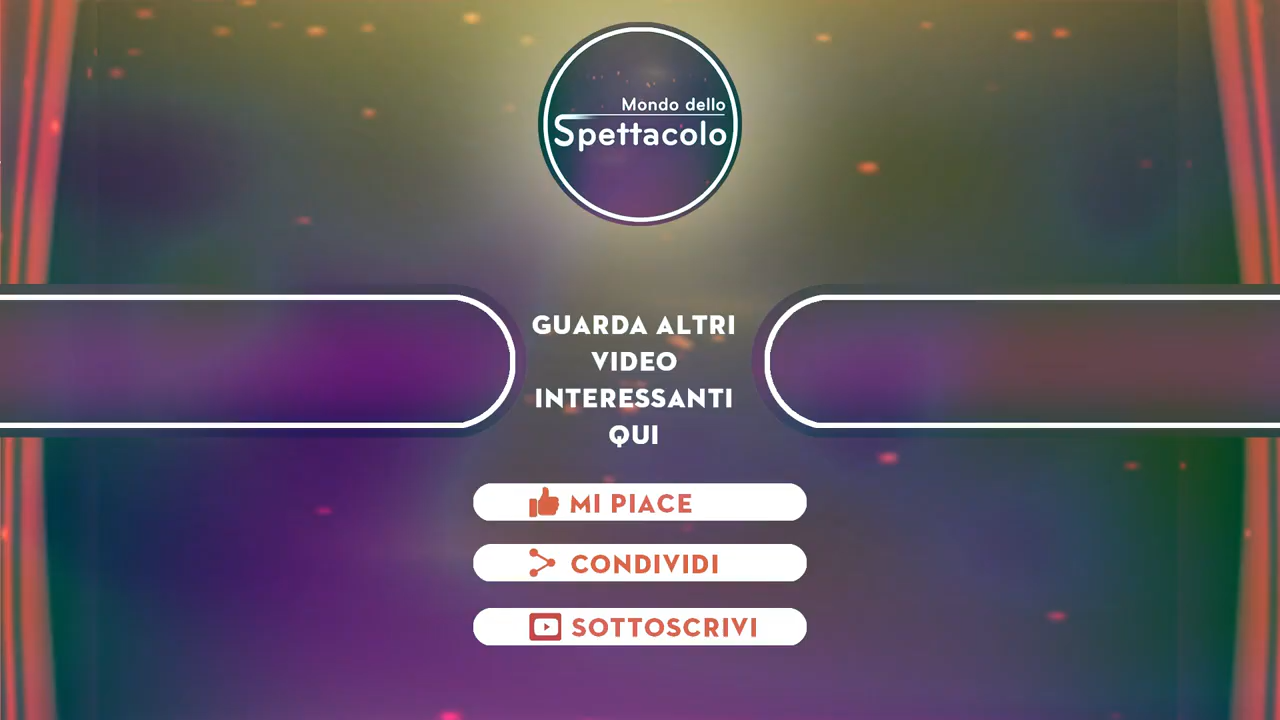 Mondo dello
Spettacolo
GUARDA ALTRI
VIDEO
INTERESSANTI
QUI
MI PIACE
CONDIVIDI
SOTTOSCRIVI